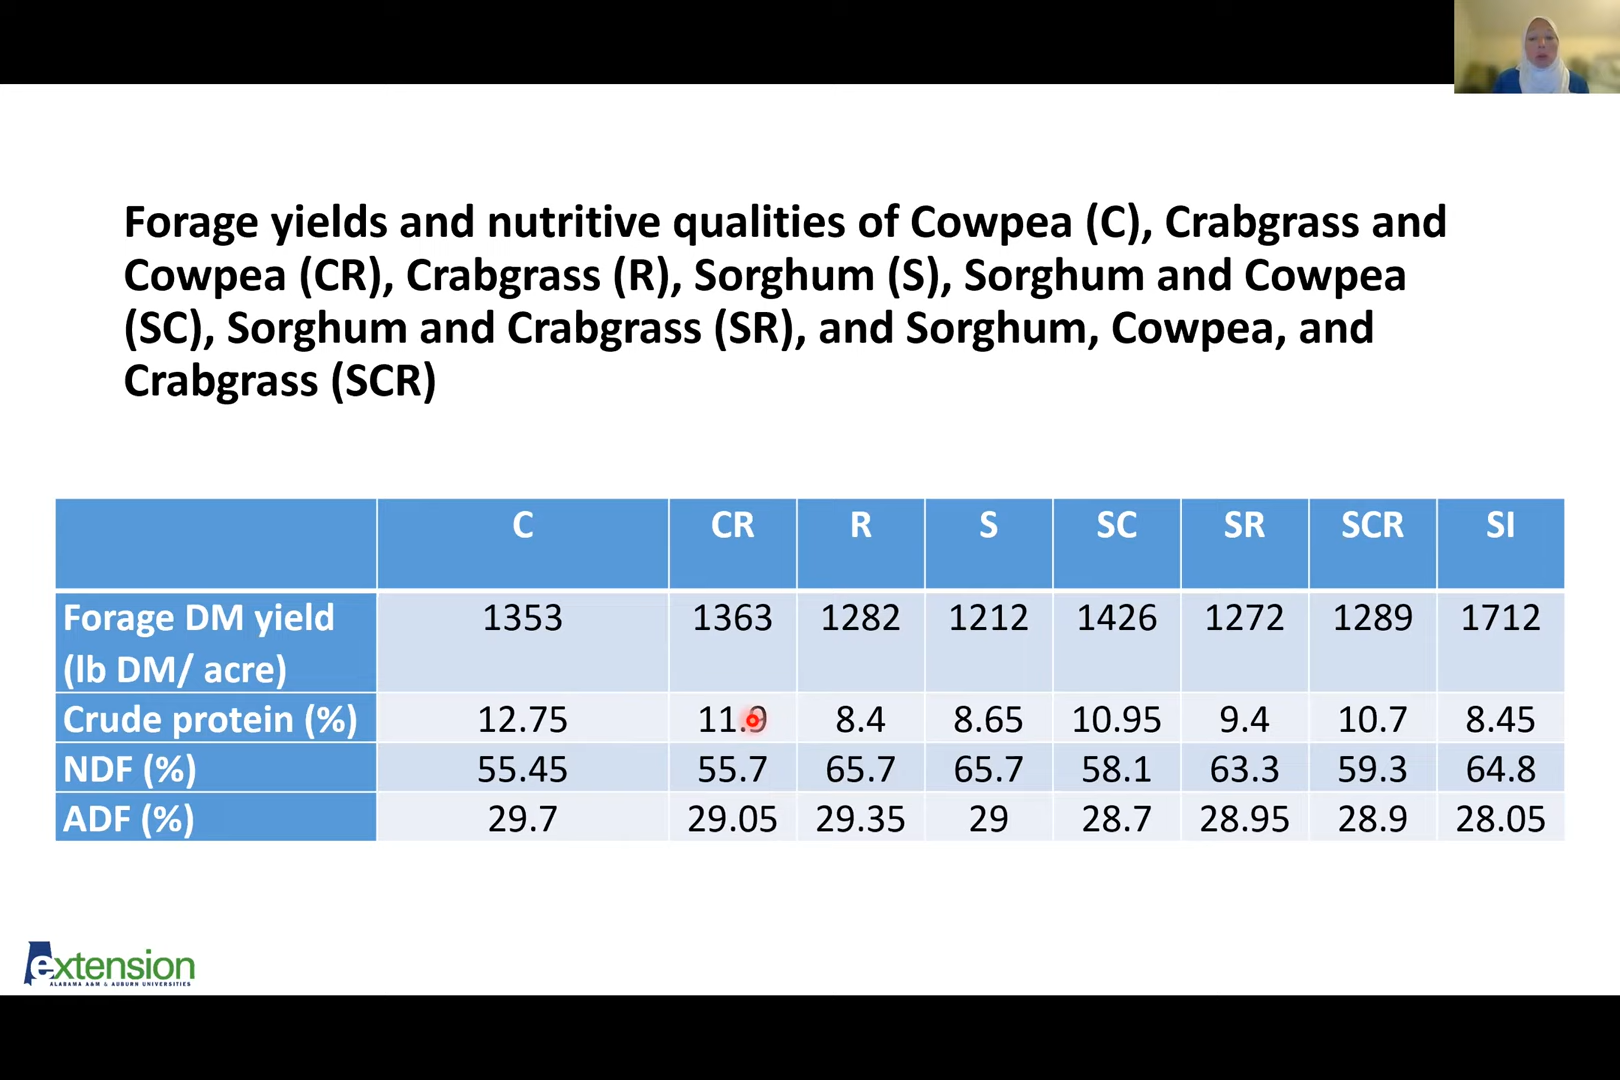 Forage yields and nutritive qualities of Cowpea (C), Crabgrass and
Cowpea (CR), Crabgrass (R), Sorghum (S), Sorghum and Cowpea
(SC), Sorghum and Crabgrass (SR), and Sorghum, Cowpea, and
Crabgrass (SCR)
C CR R S SC SR SCR SI
Forage DM yield 1353 1363 1282 1212 1426 1272 1289 1712
(lb DM/ acre)
Crude protein (%) 12.75 11.9 8.4 8.65 10.95 9.4 10.7 8.45
NDF (%) 55.45 55.7 65.7 65.7 58.1 63.3 59.3 64.8
ADF (%) 29.7 29.05 29.35 29 28.7 28.95 28.9 28.05
extension
ALABAMA A&M & AUBURN UNIVERSITIES